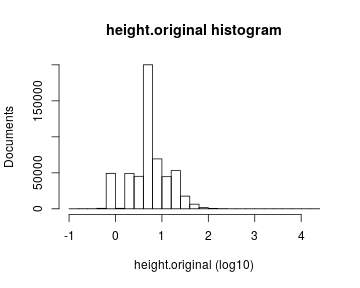 height.original histogram
Documents
150000
50000
0
-1 0 1 2 3 4
height.original (log10)